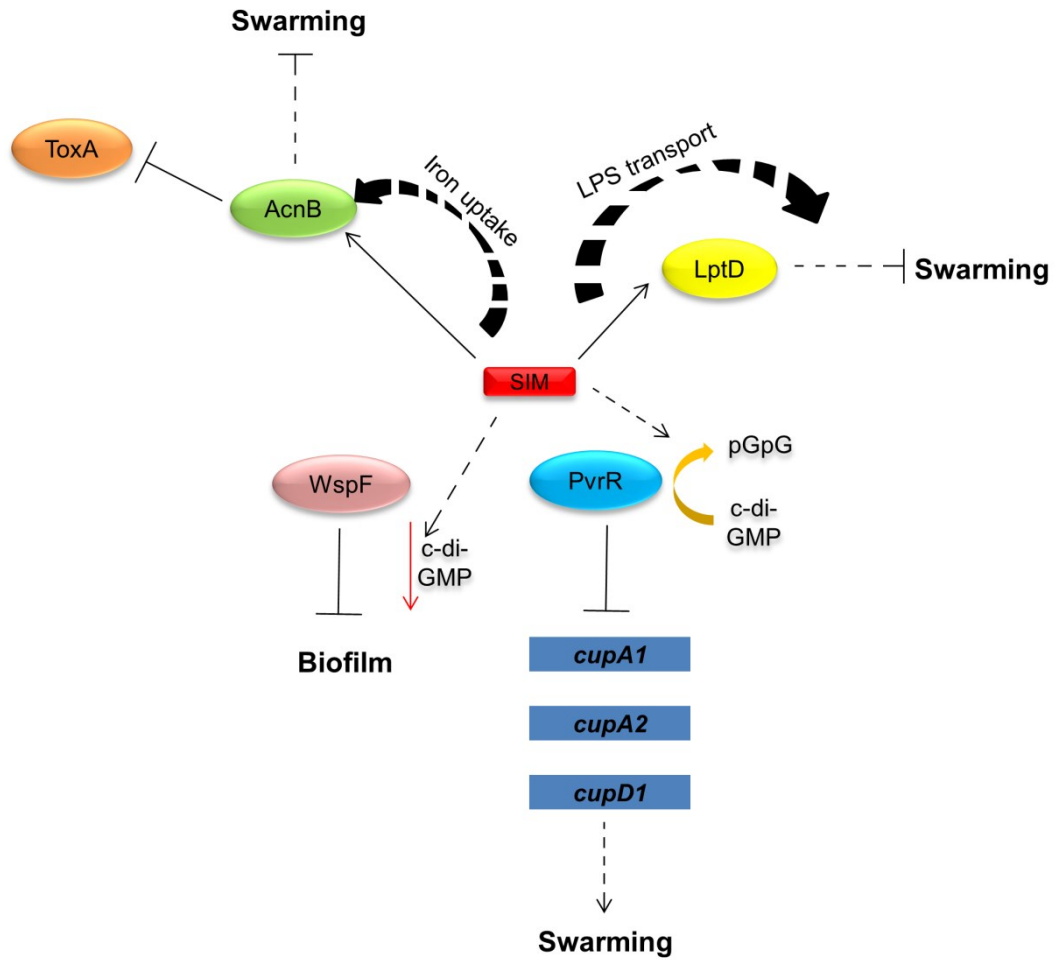 Swarming
ToxA
AcnB
Iron uptake
LPS transport
LptD
Swarming
SIM
WspF
c-di-
GMP
Biofilm
PvrR
pGpG
c-di-
GMP
cupA1
cupA2
cupD1
Swarming